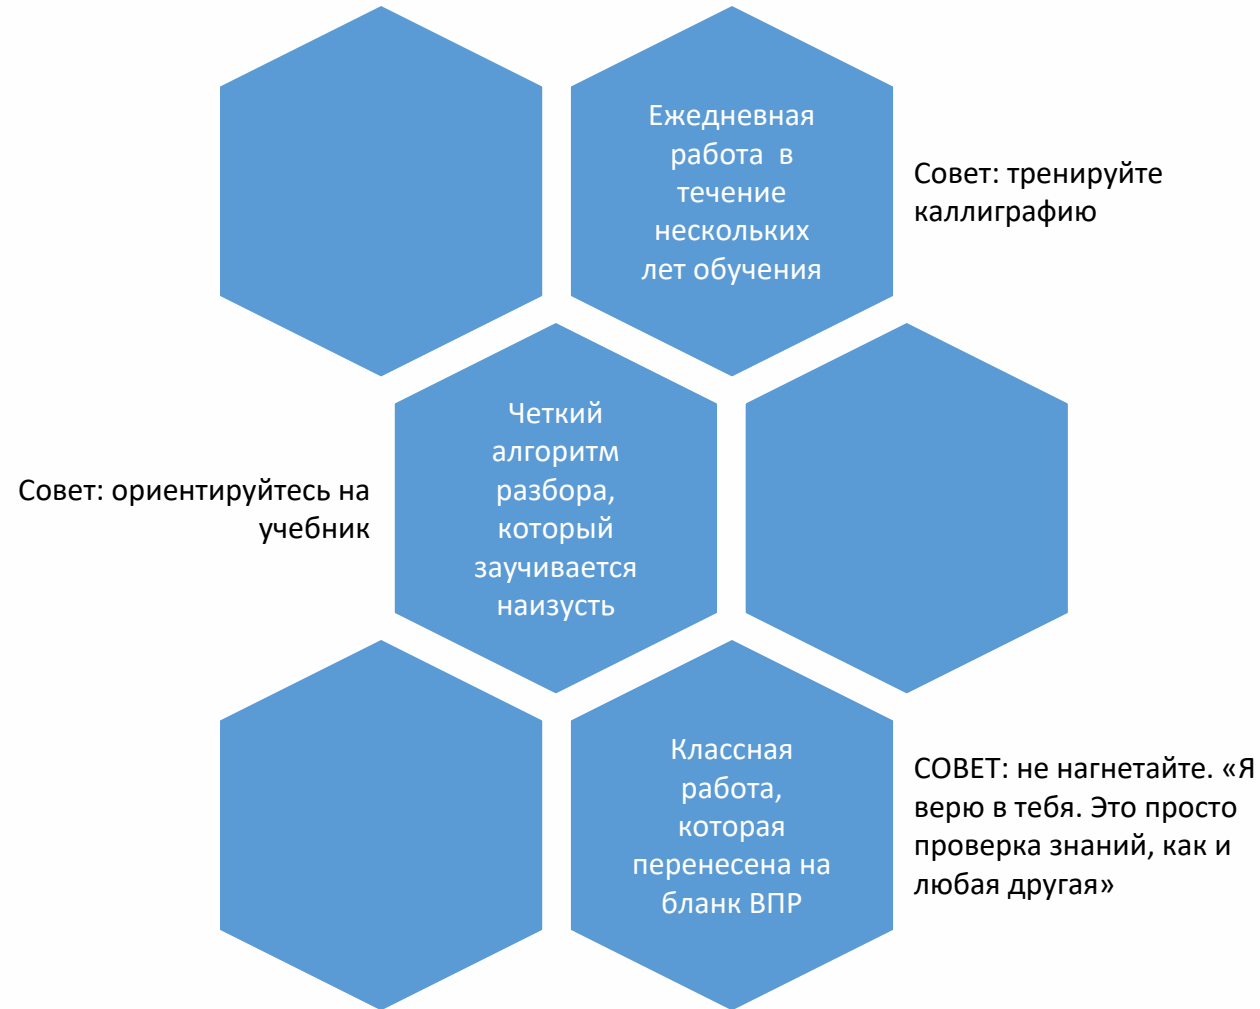 Ежедневная
работа в
течение
нескольких
лет обучения
Совет: тренируйте
каллиграфию
Четкий
алгоритм
разбора,
который
заучивается
наизусть
Совет: ориентируйтесь на
учебник
Классная
работа,
которая
перенесена на
бланк ВПР
СОВЕТ: не нагнетайте. «Я
верю в тебя. Это просто
проверка знаний, как и
любая другая»